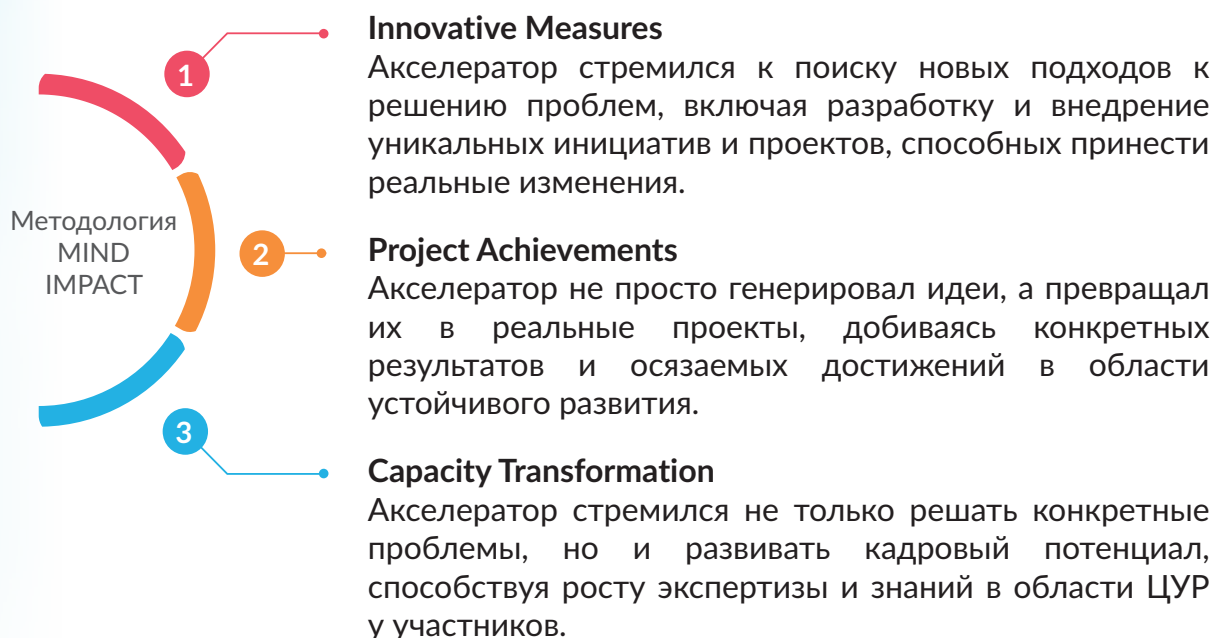 Методология
MIND
IMPACT
1
Innovative Measures
Акселератор стремился к поиску новых подходов к
решению проблем, включая разработку и внедрение
уникальных инициатив и проектов, способных принести
реальные изменения.
2
Project Achievements
Акселератор не просто генерировал идеи, а превращал
их в реальные проекты, добиваясь конкретных
результатов и осязаемых достижений в области
устойчивого развития.
3
Capacity Transformation
Акселератор стремился не только решать конкретные
проблемы, но и развивать кадровый потенциал,
способствуя росту экспертизы и знаний в области ЦУР
у участников.